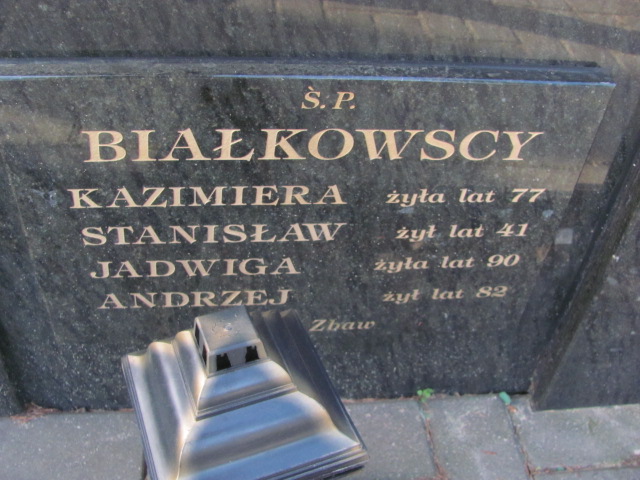 Ś.P.
BIAŁKOWSCY
KAZIMIERA żyła lat 77
STANISŁAW żył lat 41
JADWIGA żyła lat 90
ANDRZEJ żył lat 82
Zbaw